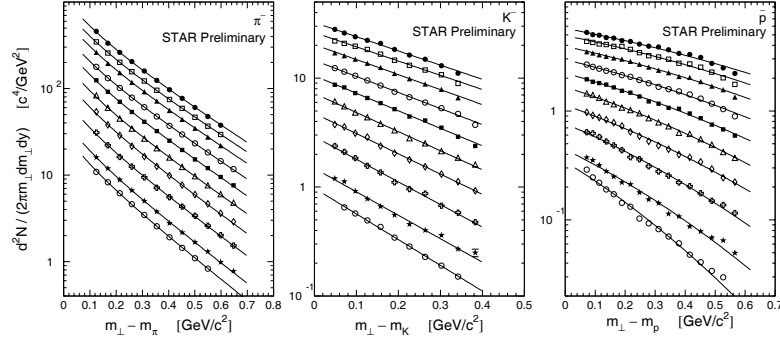 d²N / (2πm⊥dm⊥dy) [c⁴/GeV²]
π⁻
STAR Preliminary
10²
10
1
0 0.1 0.2 0.3 0.4 0.5 0.6 0.7 0.8
m⊥ – mπ [GeV/c²]
K⁻
STAR Preliminary
10
1
10⁻¹
0 0.1 0.2 0.3 0.4 0.5
m⊥ – mK [GeV/c²]
p̄
STAR Preliminary
1
10⁻¹
0 0.1 0.2 0.3 0.4 0.5 0.6 0.7
m⊥ – mp [GeV/c²]